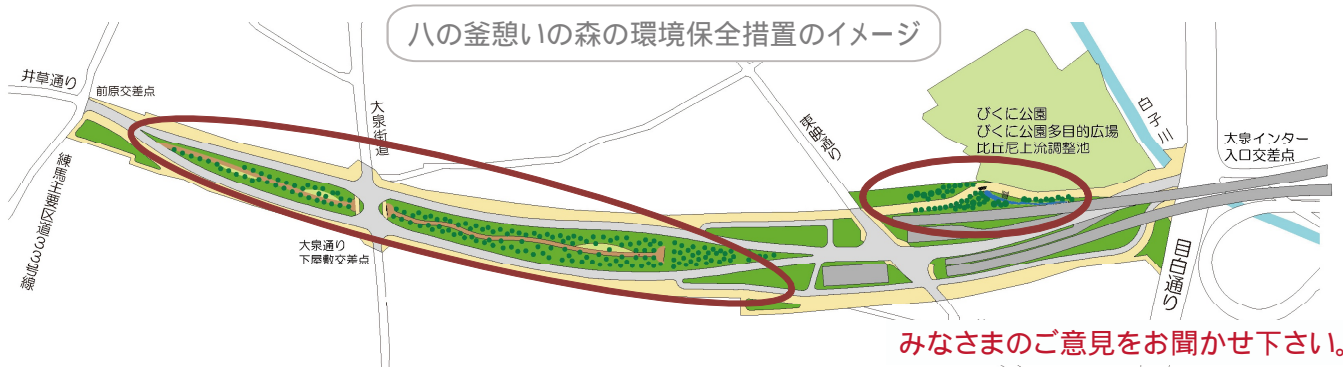 八の釜憩いの森の環境保全措置のイメージ
井草通り
前原交差点
大泉街道
練馬主要区道33号線
大泉通り
下屋敷交差点
東映通り
びくに公園
びくに公園多目的広場
比丘尼上流調整池
白子川
大泉インター
入口交差点
目白通り
みなさまのご意見をお聞かせ下さい。